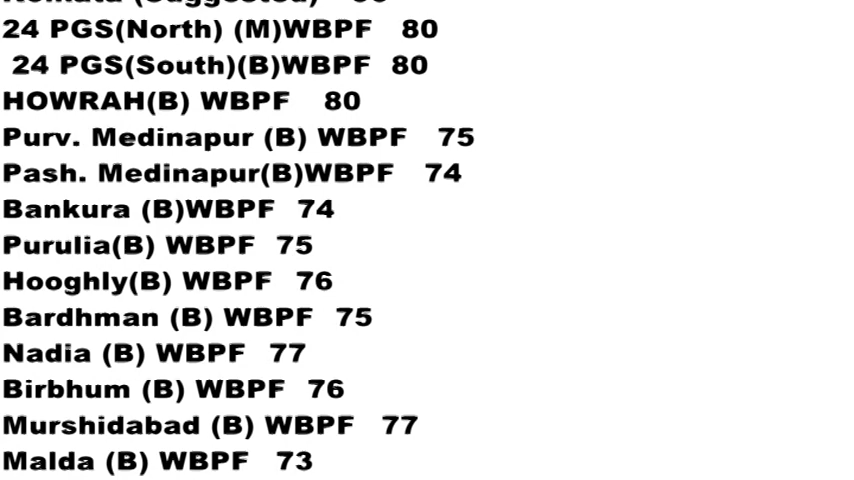 24 PGS(North) (M)WBPF 80
24 PGS(South)(B)WBPF 80
HOWRAH(B) WBPF 80
Purv. Medinapur (B) WBPF 75
Pash. Medinapur(B)WBPF 74
Bankura (B)WBPF 74
Purulia(B) WBPF 75
Hooghly(B) WBPF 76
Bardhman (B) WBPF 75
Nadia (B) WBPF 77
Birbhum (B) WBPF 76
Murshidabad (B) WBPF 77
Malda (B) WBPF 73